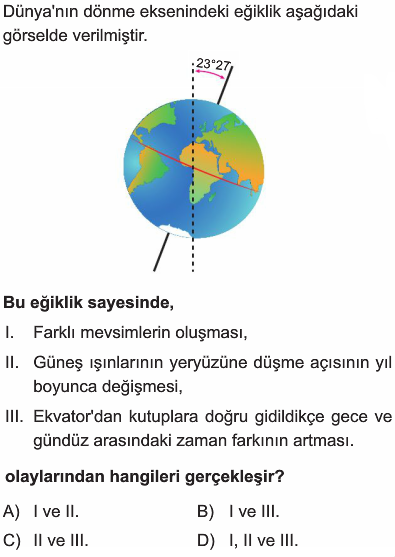 Dünya'nın dönme eksenindeki eğiklik aşağıdaki
görselde verilmiştir.
23°27'
Bu eğiklik sayesinde,
I. Farklı mevsimlerin oluşması,
II. Güneş ışınlarının yeryüzüne düşme açısının yıl
boyunca değişmesi,
III. Ekvator'dan kutuplara doğru gidildikçe gece ve
gündüz arasındaki zaman farkının artması.
olaylarından hangileri gerçekleşir?
A) I ve II. B) I ve III.
C) II ve III. D) I, II ve III.